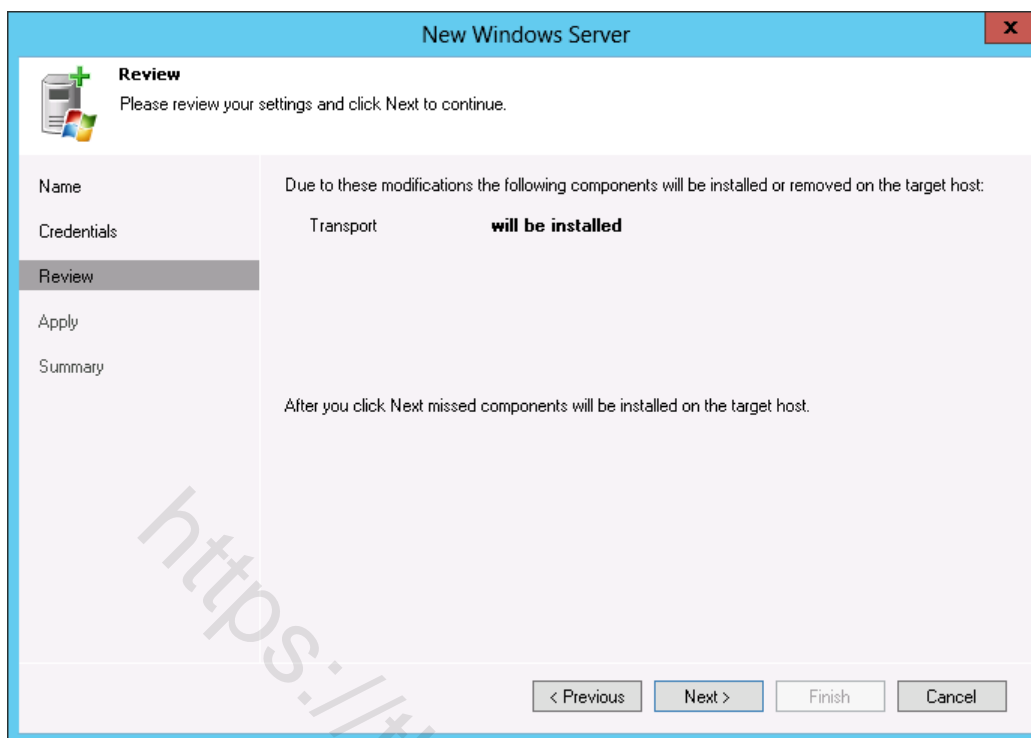 New Windows Server
x
Review
Please review your settings and click Next to continue.
Name
Credentials
Review
Apply
Summary
Due to these modifications the following components will be installed or removed on the target host:
Transport will be installed
After you click Next missed components will be installed on the target host.
https://t
< Previous Next > Finish Cancel